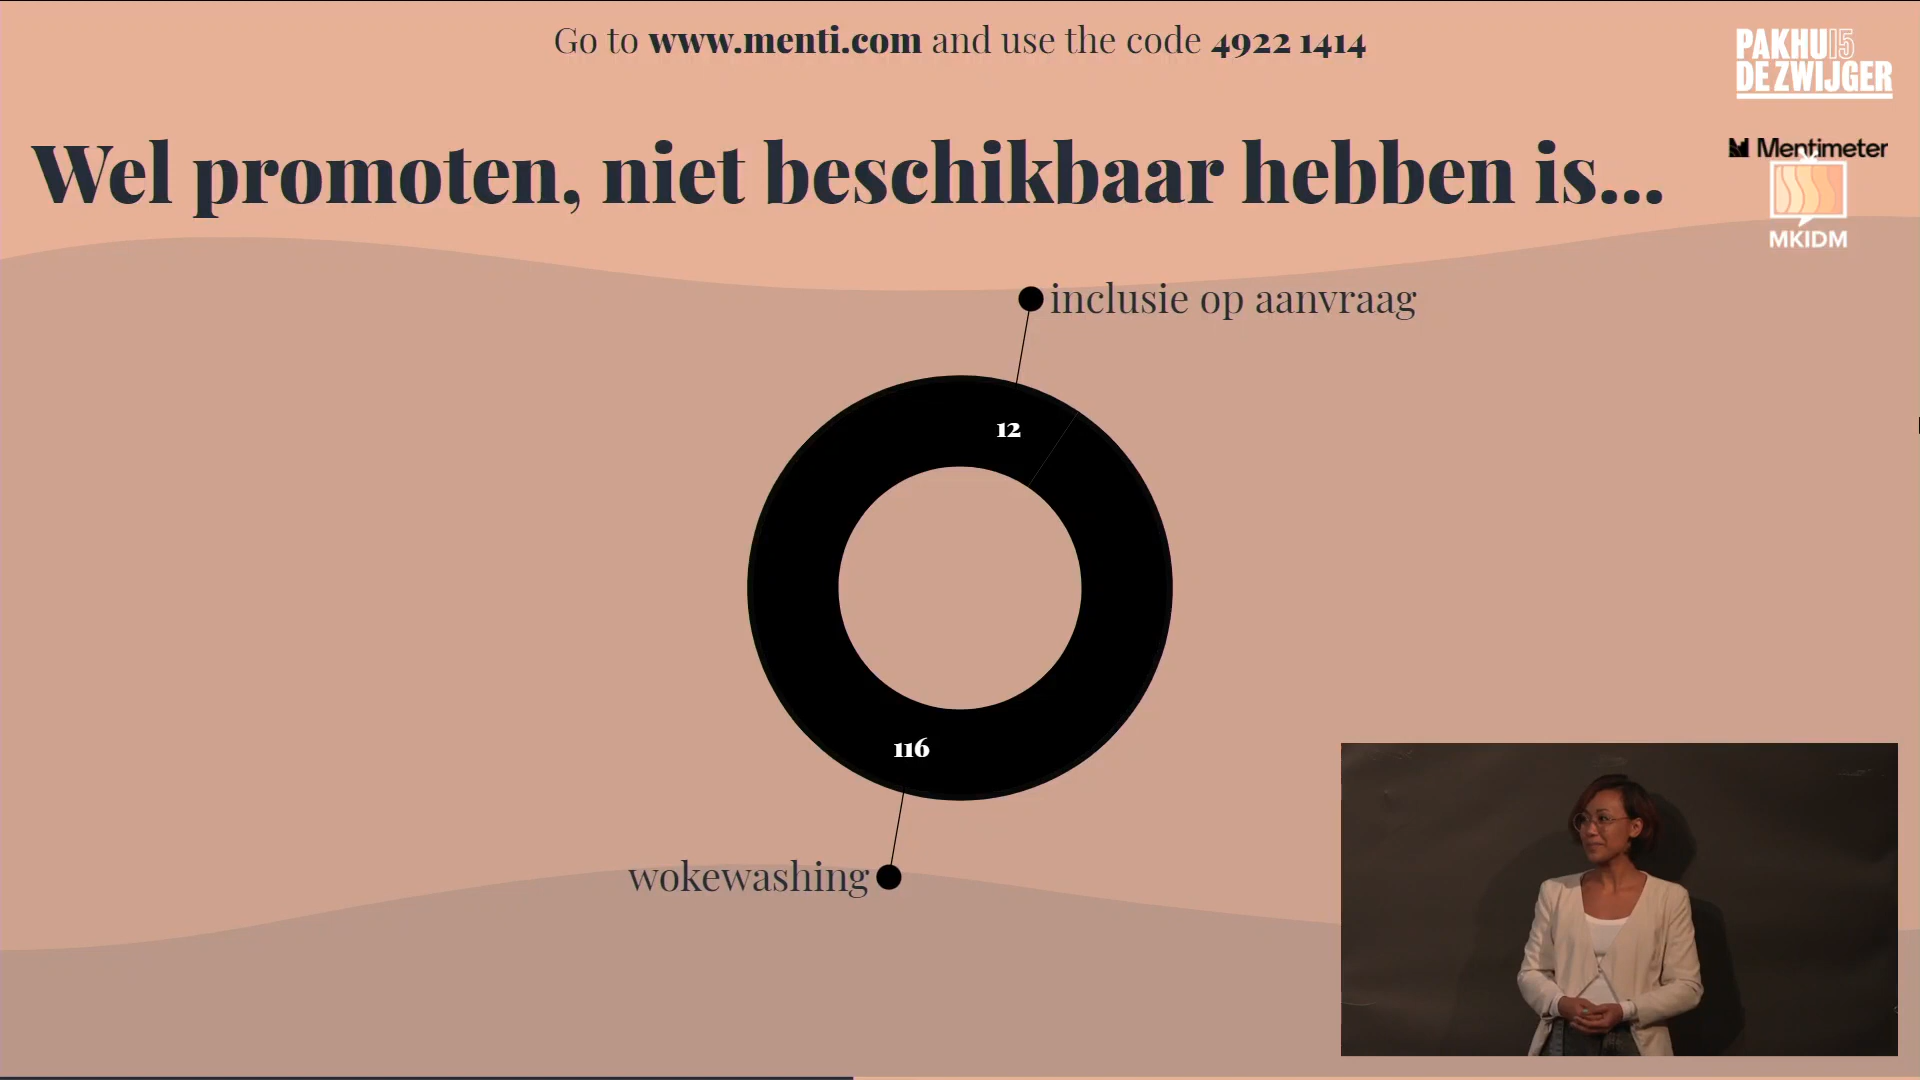 Go to www.menti.com and use the code 4922 1414
PAKHU15
DE ZWIJGER
Wel promoten, niet beschikbaar hebben is...
Mentimeter
MKIDM
inclusie op aanvraag
12
116
wokewashing